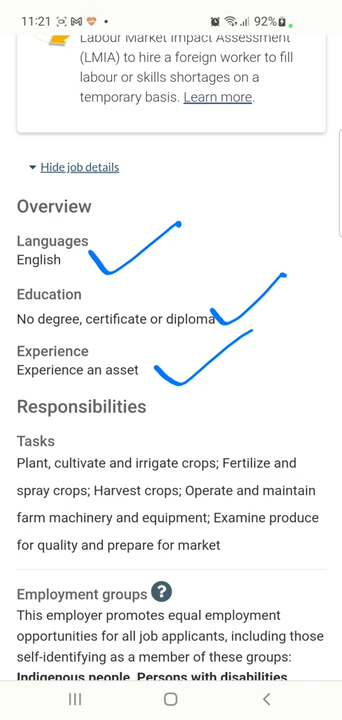 11:21
92%
Labour Market Impact Assessment
(LMIA) to hire a foreign worker to fill
labour or skills shortages on a
temporary basis. Learn more.
Hide job details
Overview
Languages
English
Education
No degree, certificate or diploma
Experience
Experience an asset
Responsibilities
Tasks
Plant, cultivate and irrigate crops; Fertilize and
spray crops; Harvest crops; Operate and maintain
farm machinery and equipment; Examine produce
for quality and prepare for market
Employment groups ?
This employer promotes equal employment
opportunities for all job applicants, including those
self-identifying as a member of these groups:
Indigenous people, Persons with disabilities